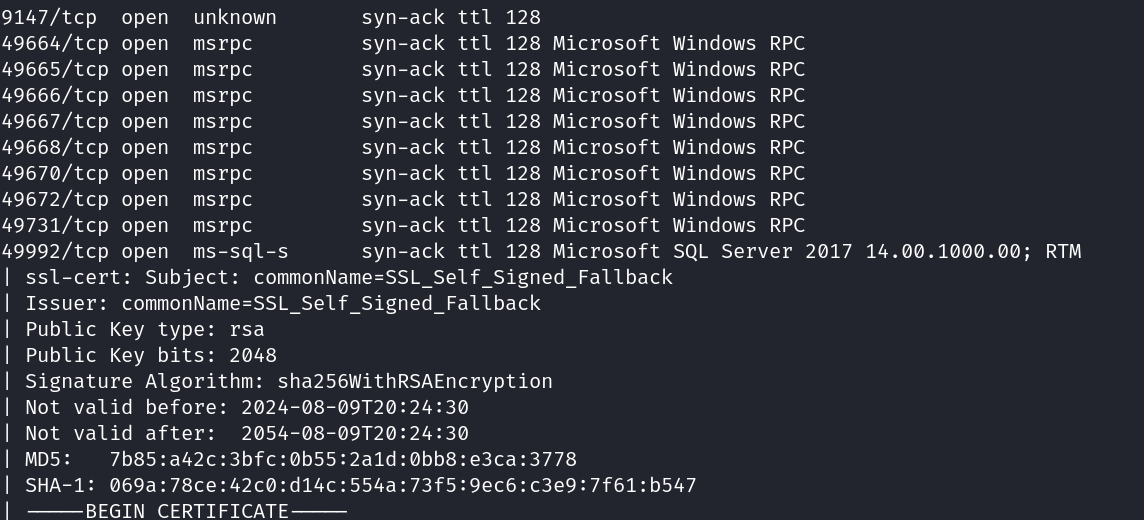 9147/tcp  open  unknown       syn-ack ttl 128
49664/tcp open  msrpc         syn-ack ttl 128 Microsoft Windows RPC
49665/tcp open  msrpc         syn-ack ttl 128 Microsoft Windows RPC
49666/tcp open  msrpc         syn-ack ttl 128 Microsoft Windows RPC
49667/tcp open  msrpc         syn-ack ttl 128 Microsoft Windows RPC
49668/tcp open  msrpc         syn-ack ttl 128 Microsoft Windows RPC
49670/tcp open  msrpc         syn-ack ttl 128 Microsoft Windows RPC
49672/tcp open  msrpc         syn-ack ttl 128 Microsoft Windows RPC
49731/tcp open  msrpc         syn-ack ttl 128 Microsoft Windows RPC
49992/tcp open  ms-sql-s      syn-ack ttl 128 Microsoft SQL Server 2017 14.00.1000.00; RTM
| ssl-cert: Subject: commonName=SSL_Self_Signed_Fallback
| Issuer: commonName=SSL_Self_Signed_Fallback
| Public Key type: rsa
| Public Key bits: 2048
| Signature Algorithm: sha256WithRSAEncryption
| Not valid before: 2024-08-09T20:24:30
| Not valid after:  2054-08-09T20:24:30
| MD5:   7b85:a42c:3bfc:0b55:2a1d:0bb8:e3ca:3778
| SHA-1: 069a:78ce:42c0:d14c:554a:73f5:9ec6:c3e9:7f61:b547
| -----BEGIN CERTIFICATE-----